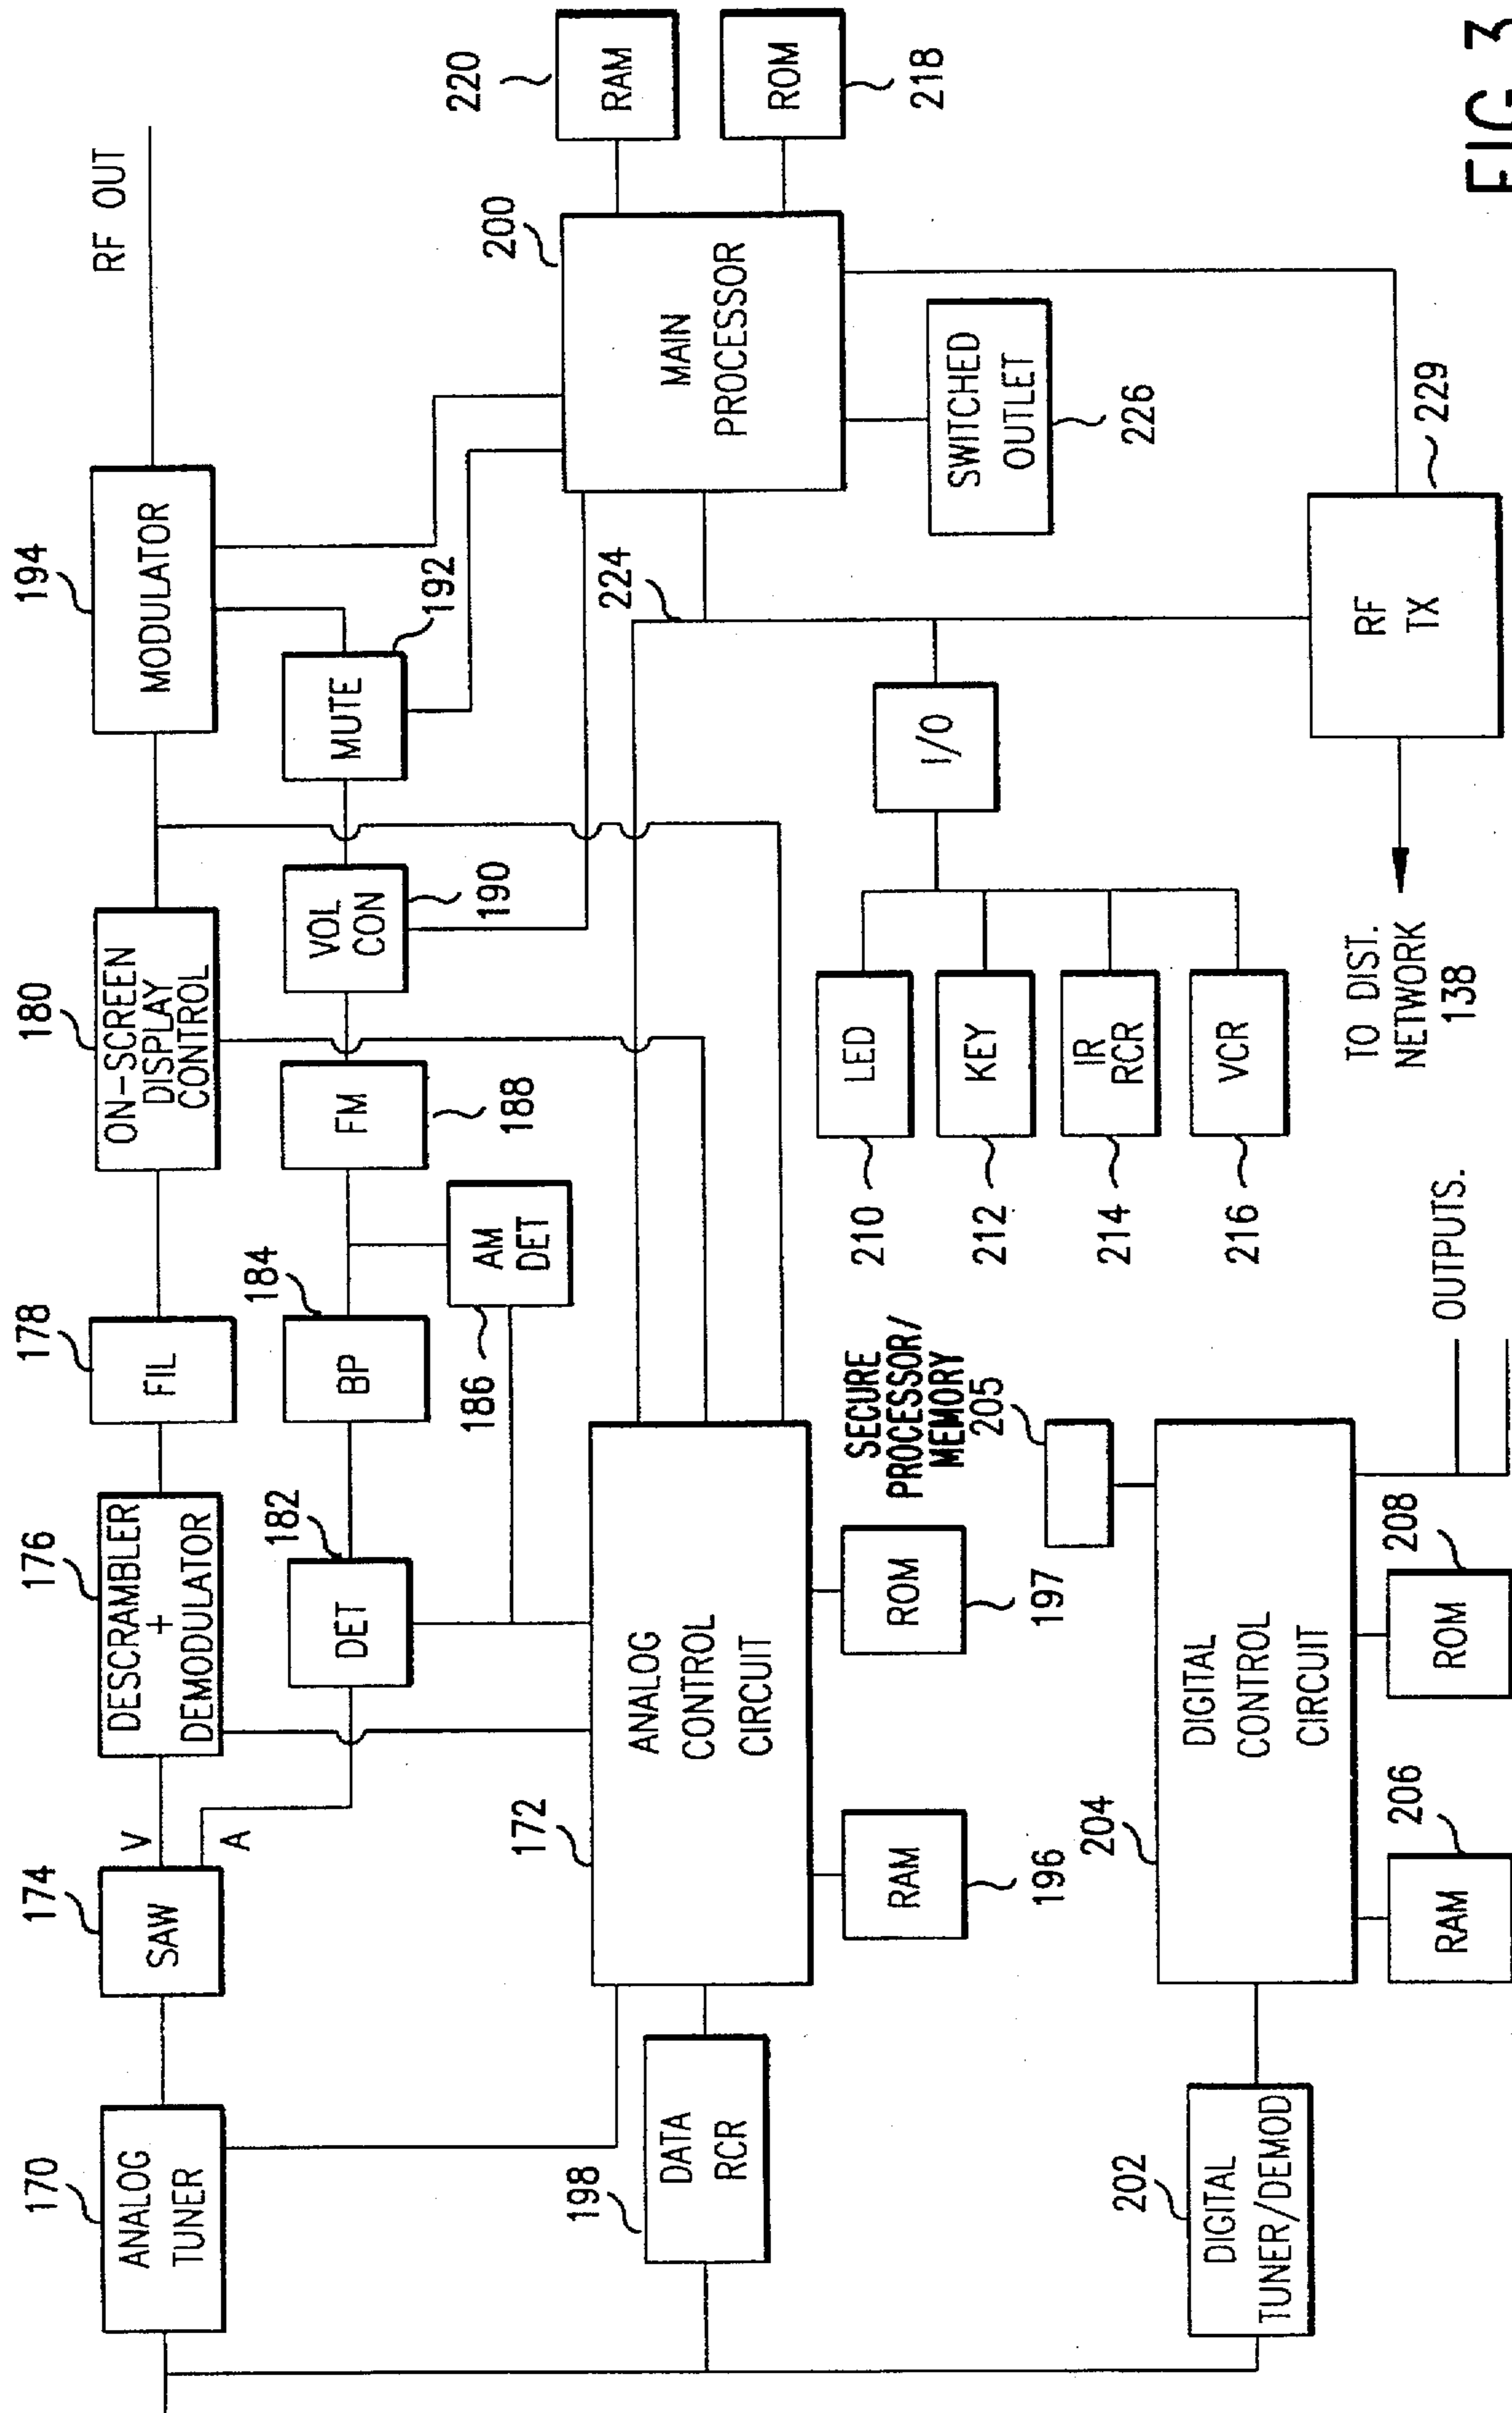 170
ANALOG
TUNER
174
SAW
V
A
176
DESCRAMBLER
+
DEMODULATOR
178
FIL
180
ON-SCREEN
DISPLAY
CONTROL
194
MODULATOR
RF OUT
182
DET
184
BP
186
AM
DET
FM
188
VOL
CON
190
MUTE
192
172
ANALOG
CONTROL
CIRCUIT
198
DATA
RCR
RAM
196
ROM
197
200
MAIN
PROCESSOR
220
RAM
ROM
218
224
SWITCHED
OUTLET
226
I/O
LED
210
KEY
212
IR
RCR
214
VCR
216
RF
TX
229
TO DIST.
NETWORK
138
202
DIGITAL
TUNER/DEMOD
204
DIGITAL
CONTROL
CIRCUIT
SECURE
PROCESSOR/
MEMORY
205
206
RAM
208
ROM
OUTPUTS.
FIG 3